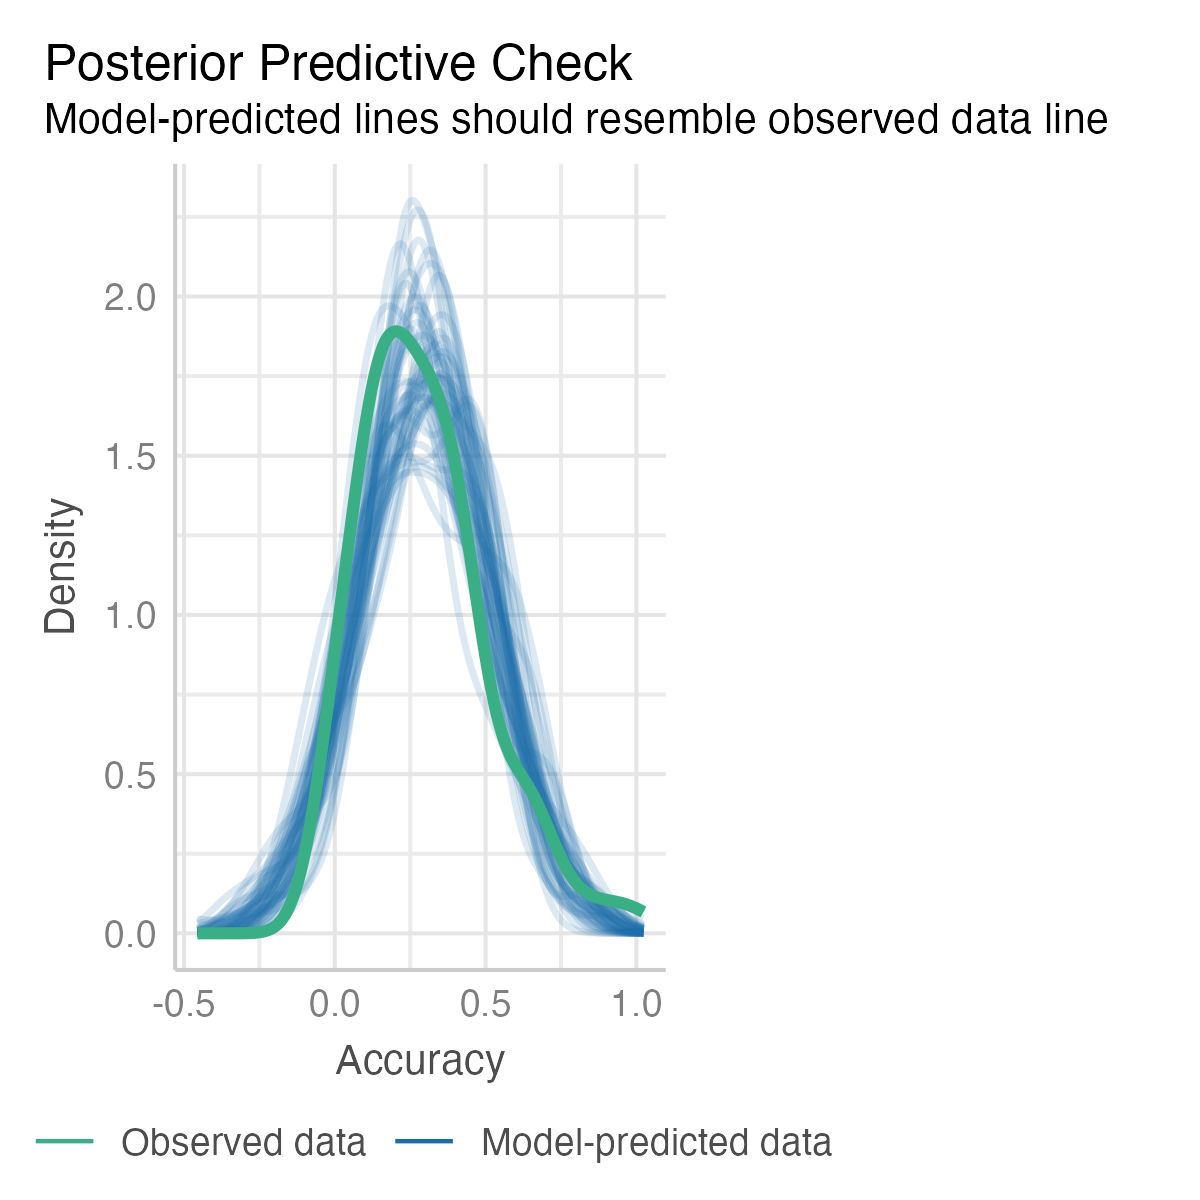 Posterior Predictive Check
Model-predicted lines should resemble observed data line
Density
2.0
1.5
1.0
0.5
0.0
-0.5 0.0 0.5 1.0
Accuracy
Observed data Model-predicted data